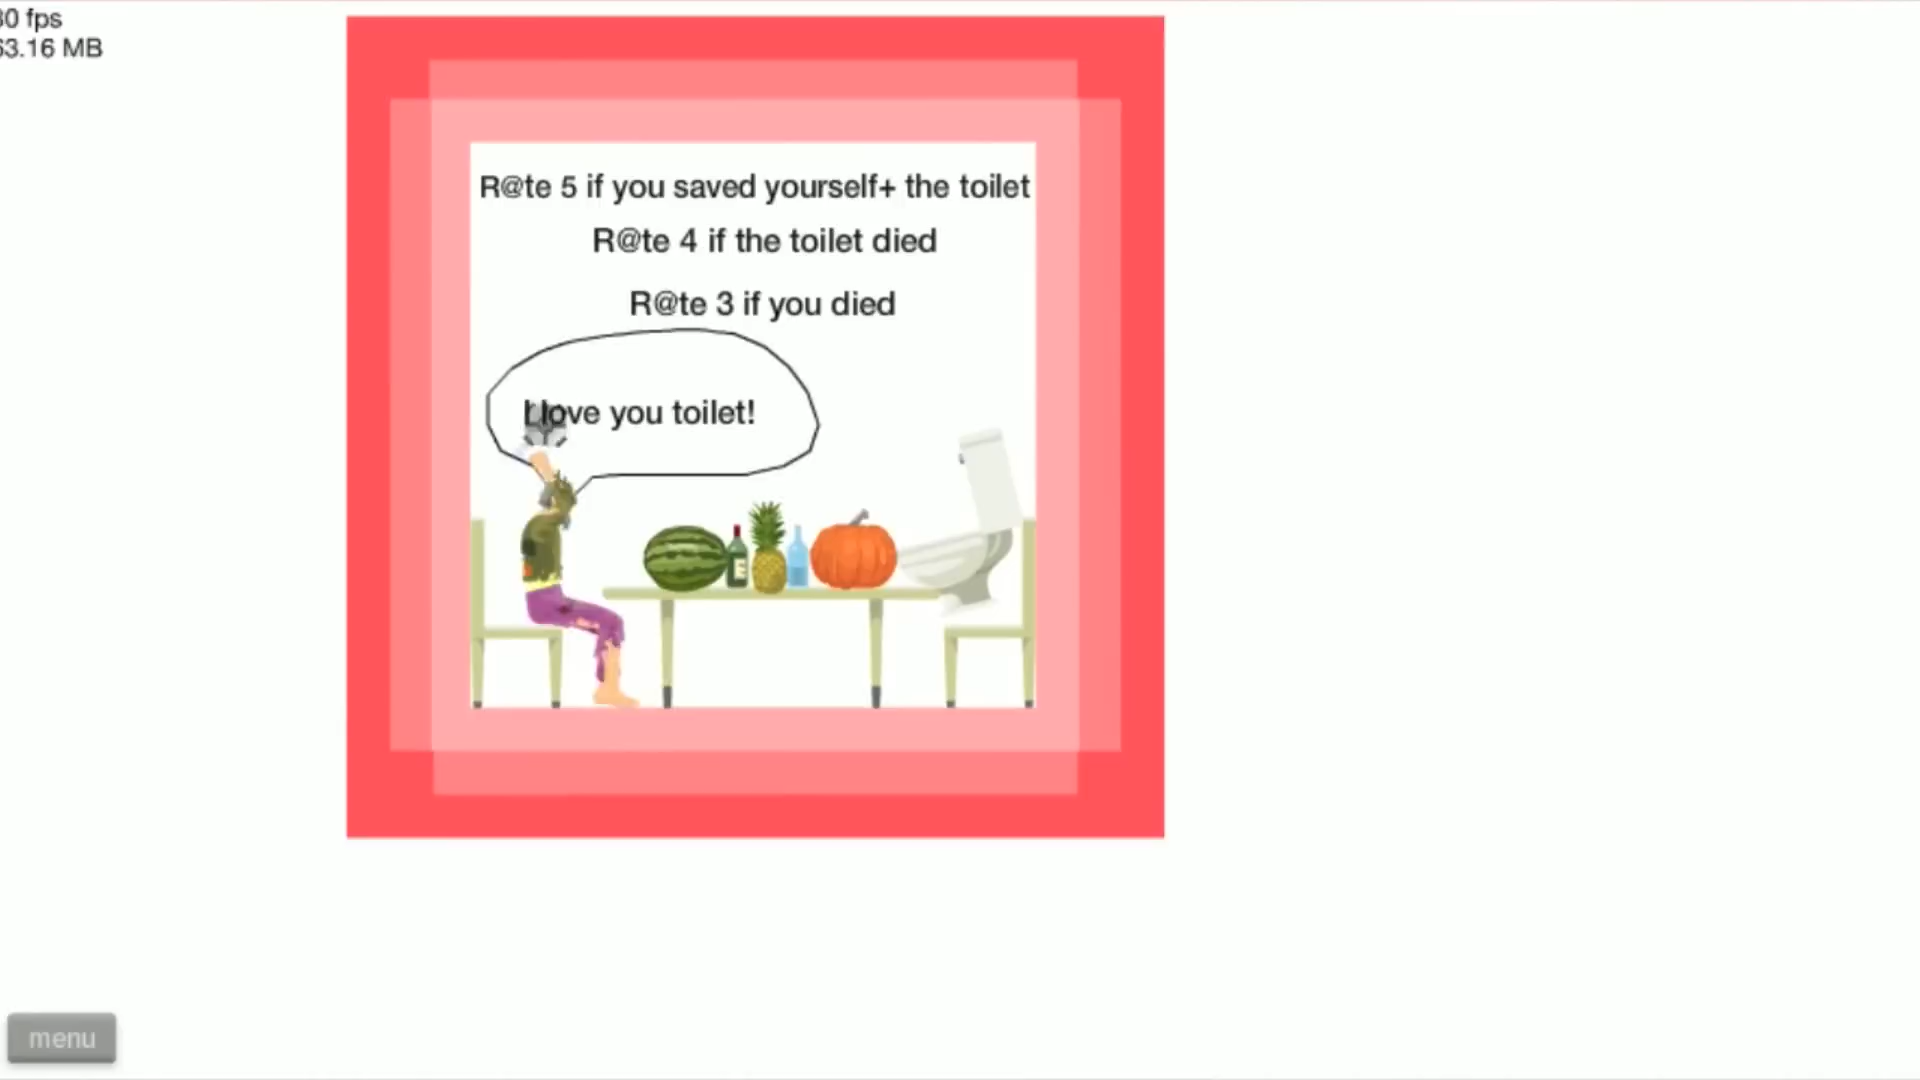 30 fps
63.16 MB
R@te 5 if you saved yourself+ the toilet
R@te 4 if the toilet died
R@te 3 if you died
I love you toilet!
menu